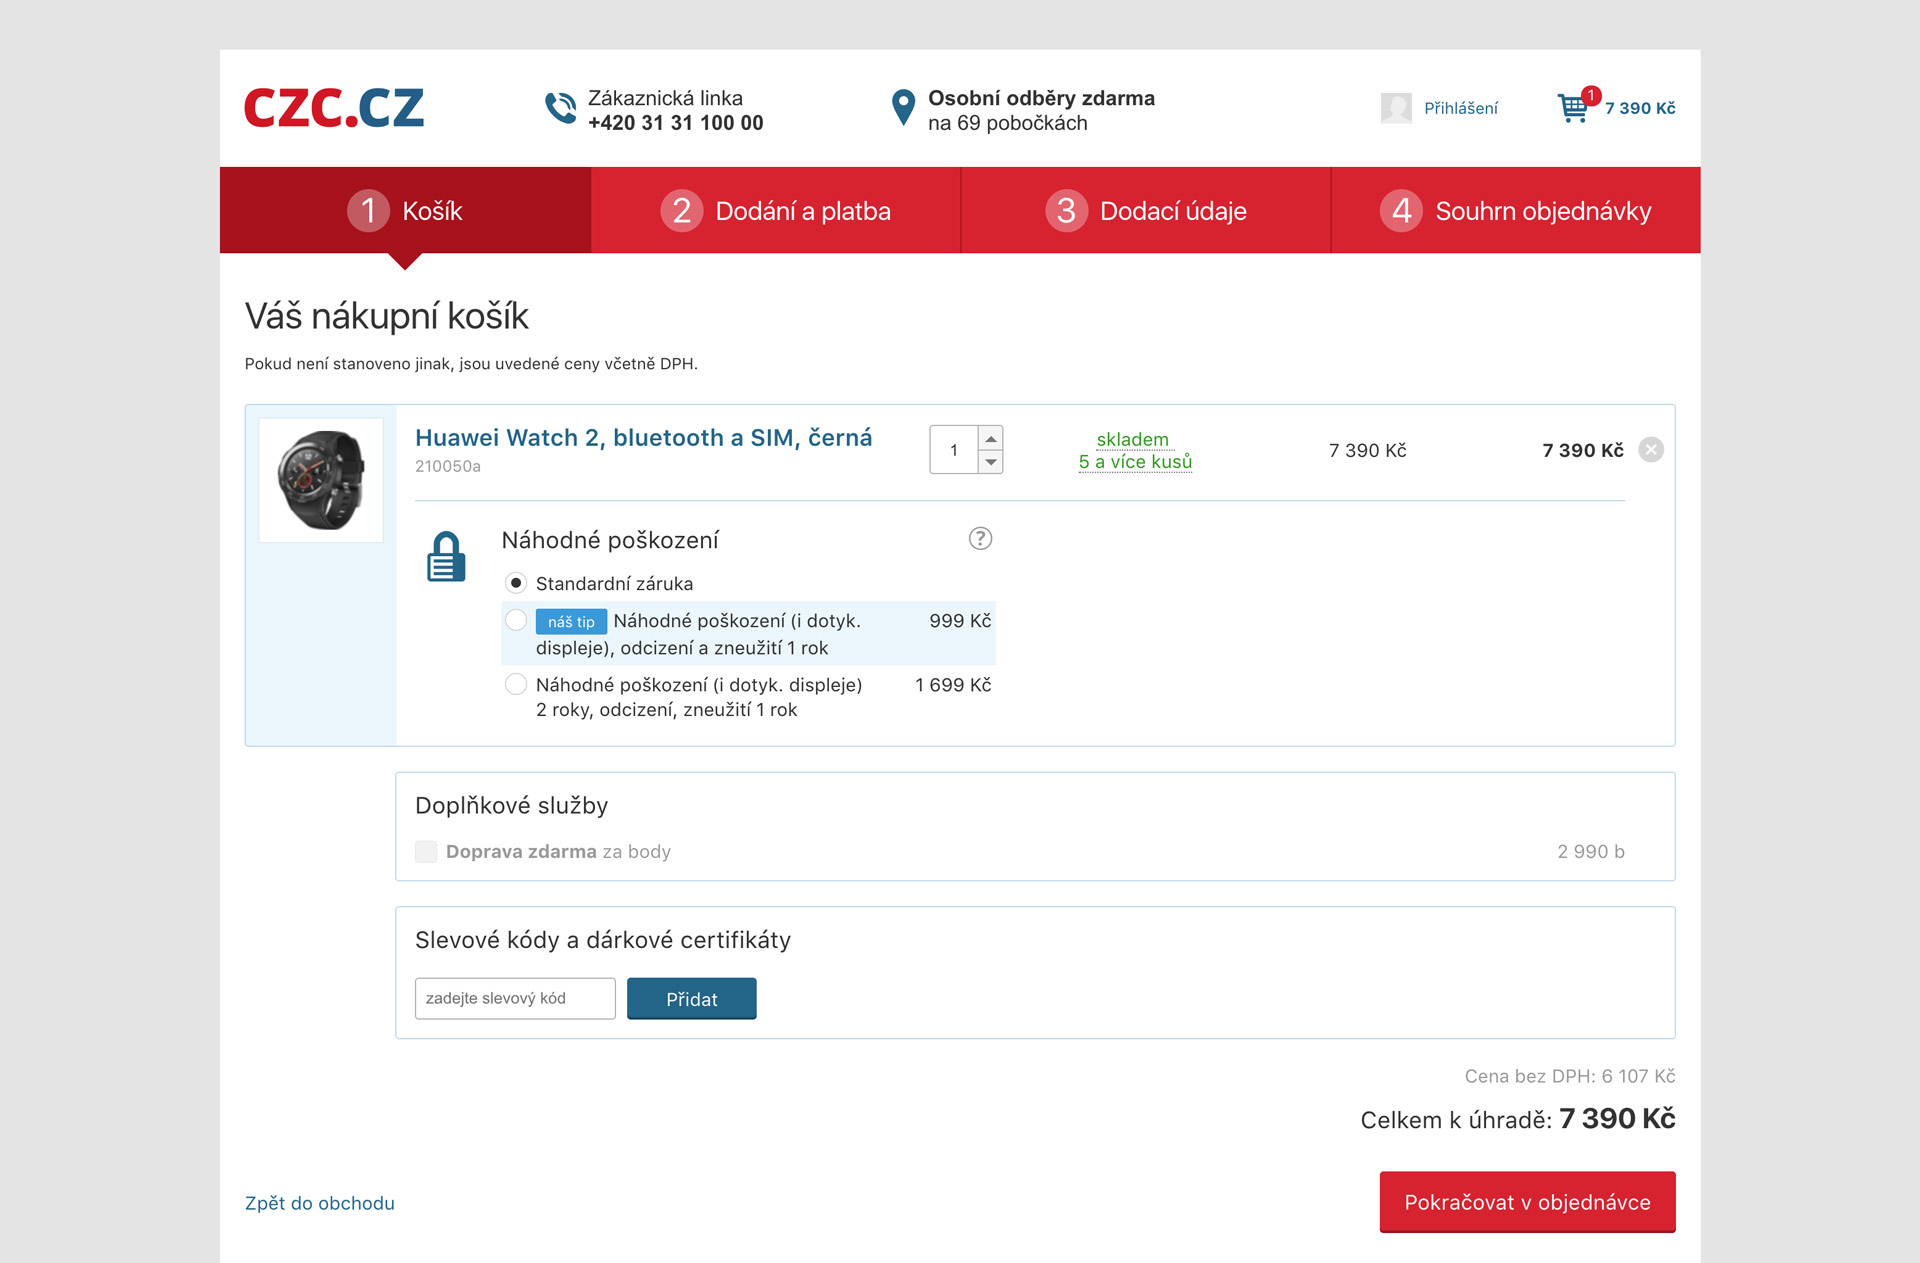 czc.cz
Zákaznická linka
+420 31 31 100 00
Osobní odběry zdarma
na 69 pobočkách
Přihlášení
1
7 390 Kč
1 Košík
2 Dodání a platba
3 Dodací údaje
4 Souhrn objednávky
Váš nákupní košík
Pokud není stanoveno jinak, jsou uvedené ceny včetně DPH.
Huawei Watch 2, bluetooth a SIM, černá
210050a
1
skladem
5 a více kusů
7 390 Kč
7 390 Kč
Náhodné poškození
?
Standardní záruka
náš tip Náhodné poškození (i dotyk. 999 Kč
displeje), odcizení a zneužití 1 rok
Náhodné poškození (i dotyk. displeje) 1 699 Kč
2 roky, odcizení, zneužití 1 rok
Doplňkové služby
Doprava zdarma za body 2 990 b
Slevové kódy a dárkové certifikáty
zadejte slevový kód
Přidat
Cena bez DPH: 6 107 Kč
Celkem k úhradě: 7 390 Kč
Zpět do obchodu
Pokračovat v objednávce